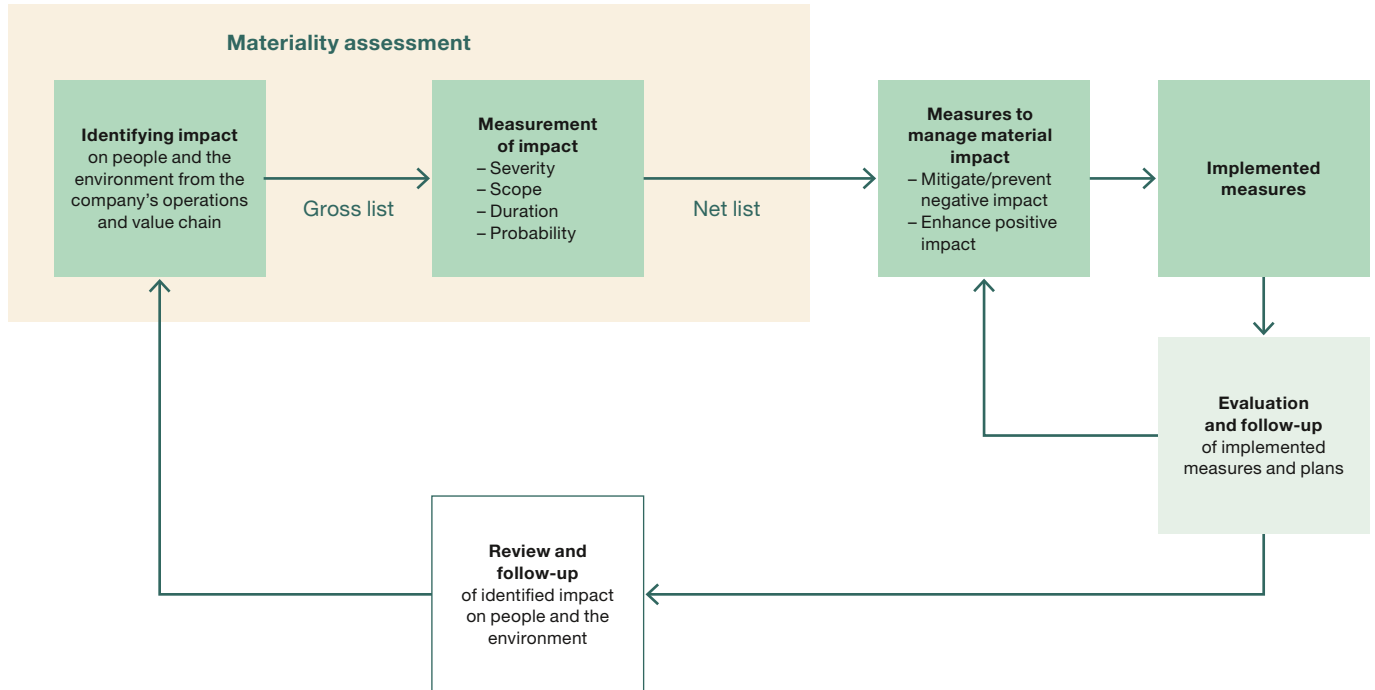 Materiality assessment
Identifying impact
on people and the
environment from the
company's operations
and value chain
Gross list
Measurement
of impact
– Severity
– Scope
– Duration
– Probability
Net list
Measures to
manage material
impact
– Mitigate/prevent
negative impact
– Enhance positive
impact
Implemented
measures
Evaluation
and follow-up
of implemented
measures and plans
Review and
follow-up
of identified impact
on people and the
environment